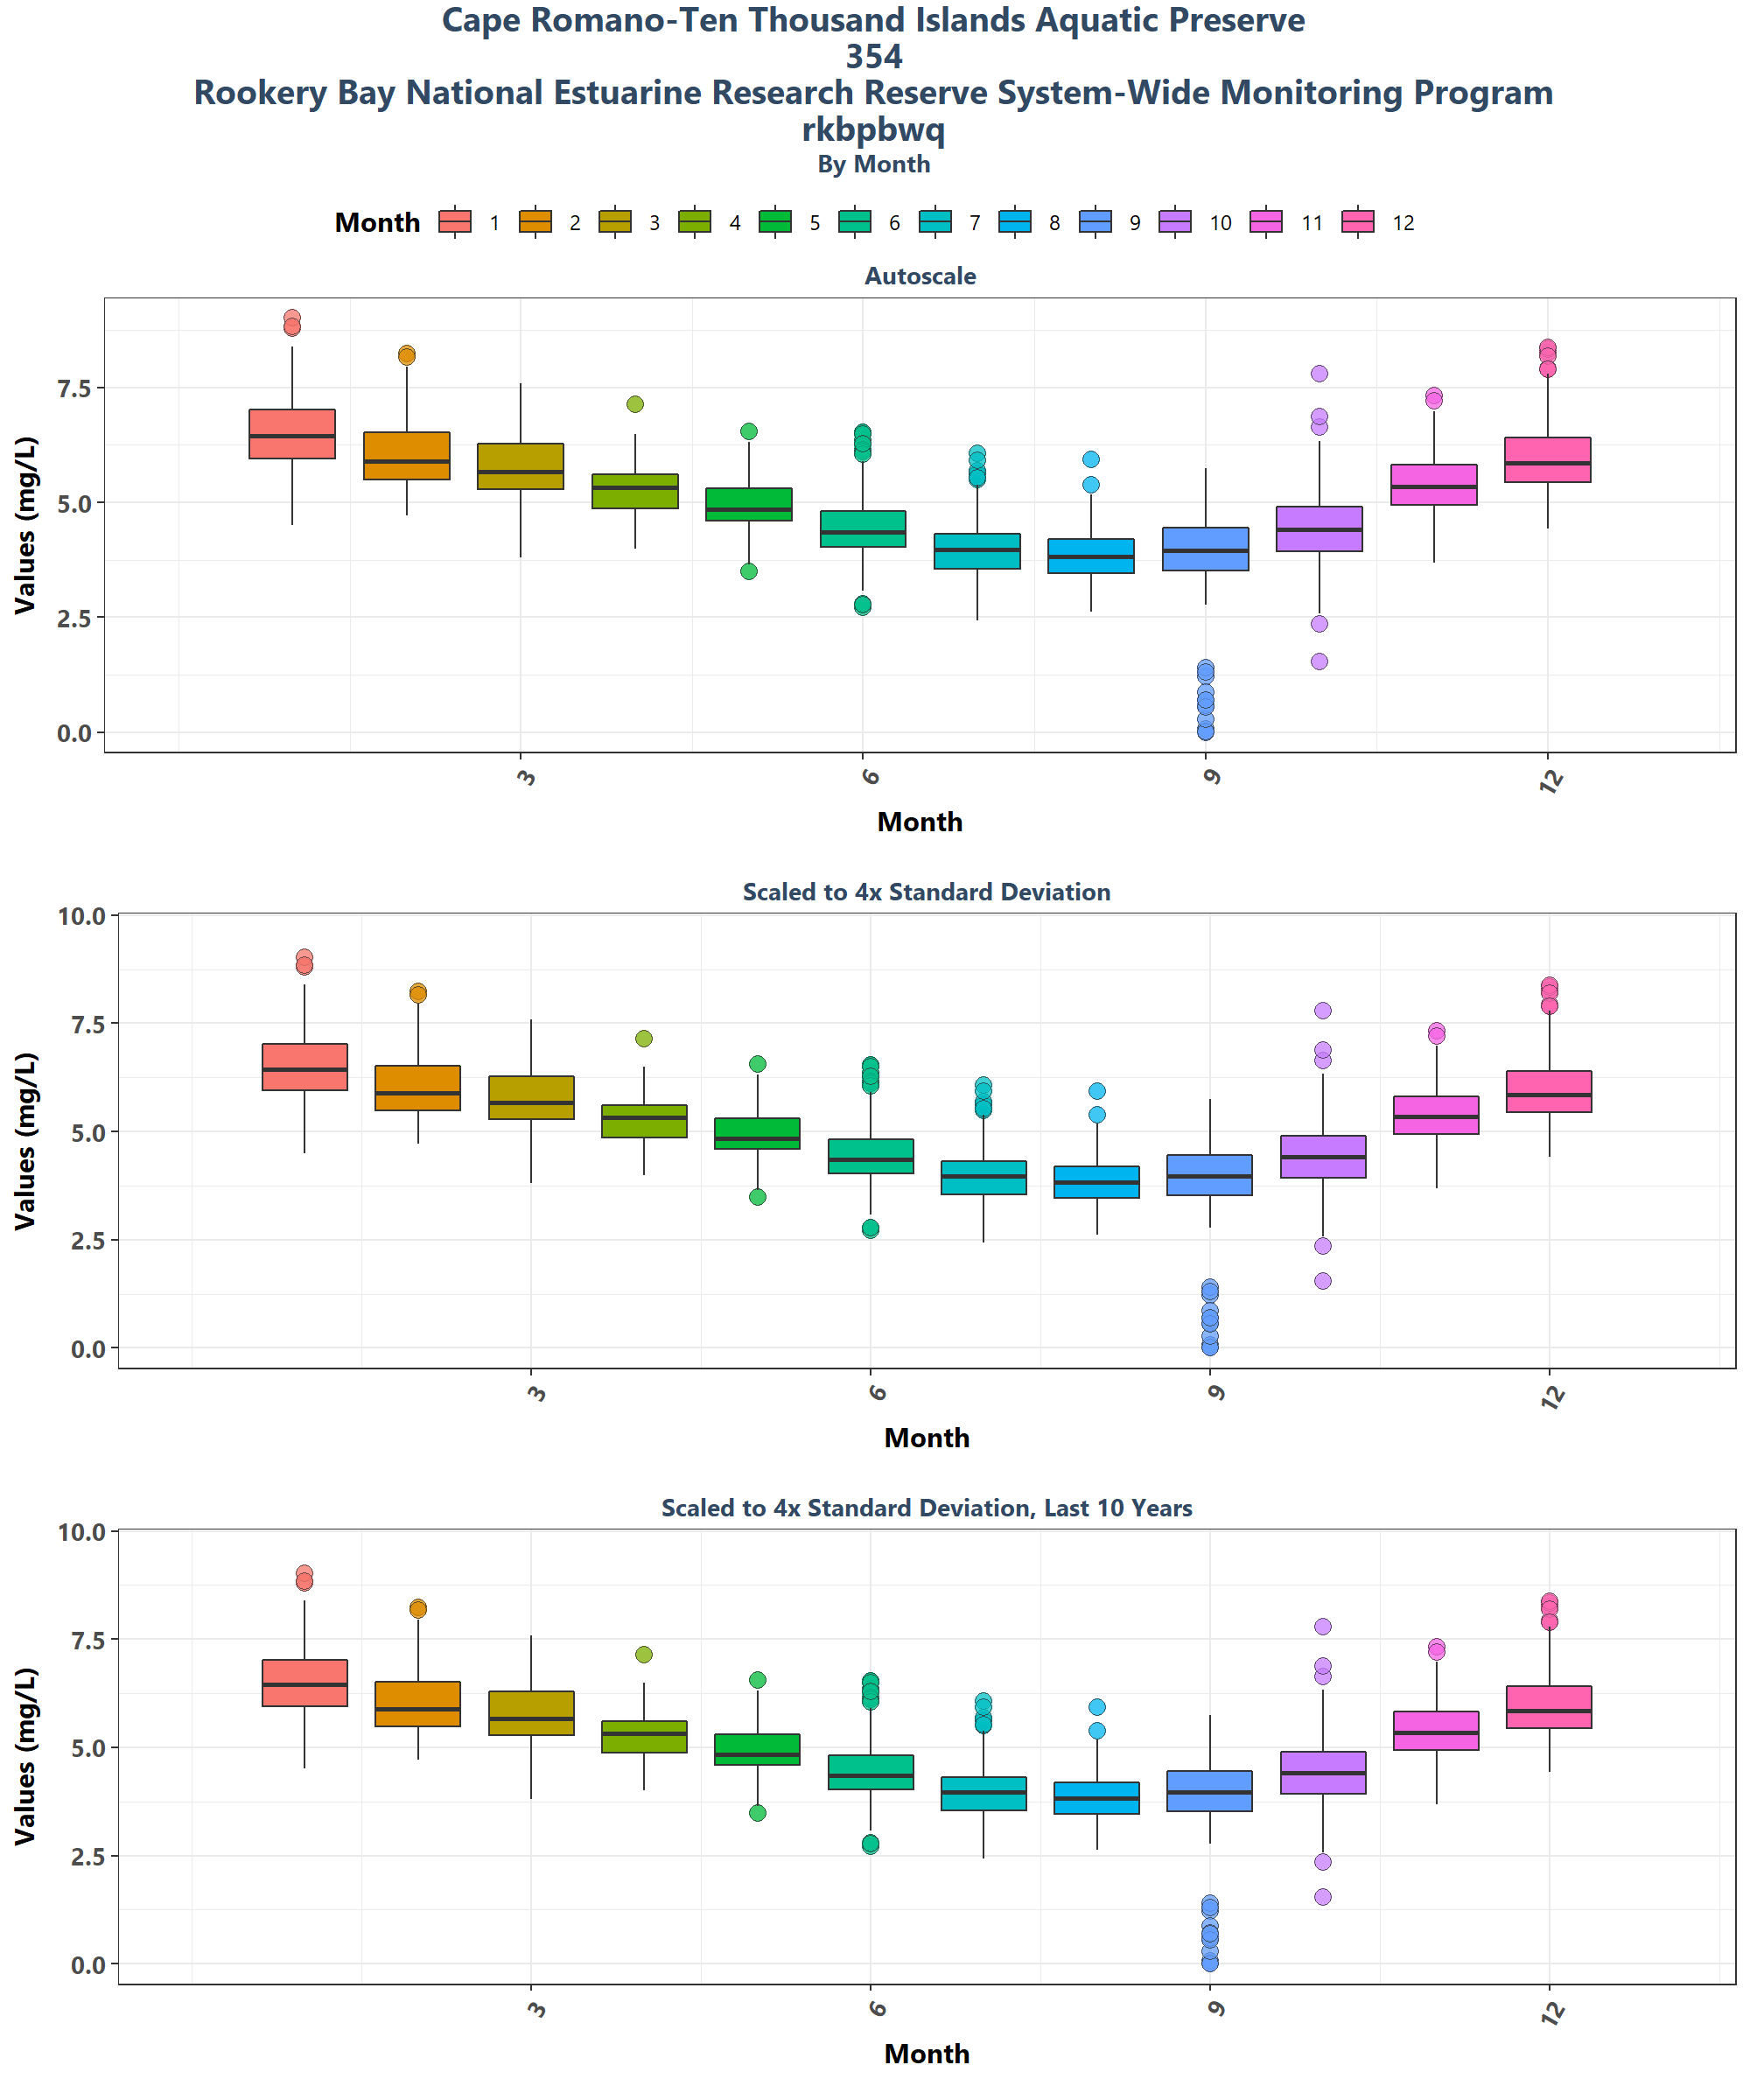 Cape Romano-Ten Thousand Islands Aquatic Preserve
354
Rookery Bay National Estuarine Research Reserve System-Wide Monitoring Program
rkbpbwq
By Month
Month 1 2 3 4 5 6 7 8 9 10 11 12
Autoscale
Values (mg/L)
7.5
5.0
2.5
0.0
3 6 9 12
Month
Scaled to 4x Standard Deviation
Values (mg/L)
10.0
7.5
5.0
2.5
0.0
3 6 9 12
Month
Scaled to 4x Standard Deviation, Last 10 Years
Values (mg/L)
10.0
7.5
5.0
2.5
0.0
3 6 9 12
Month